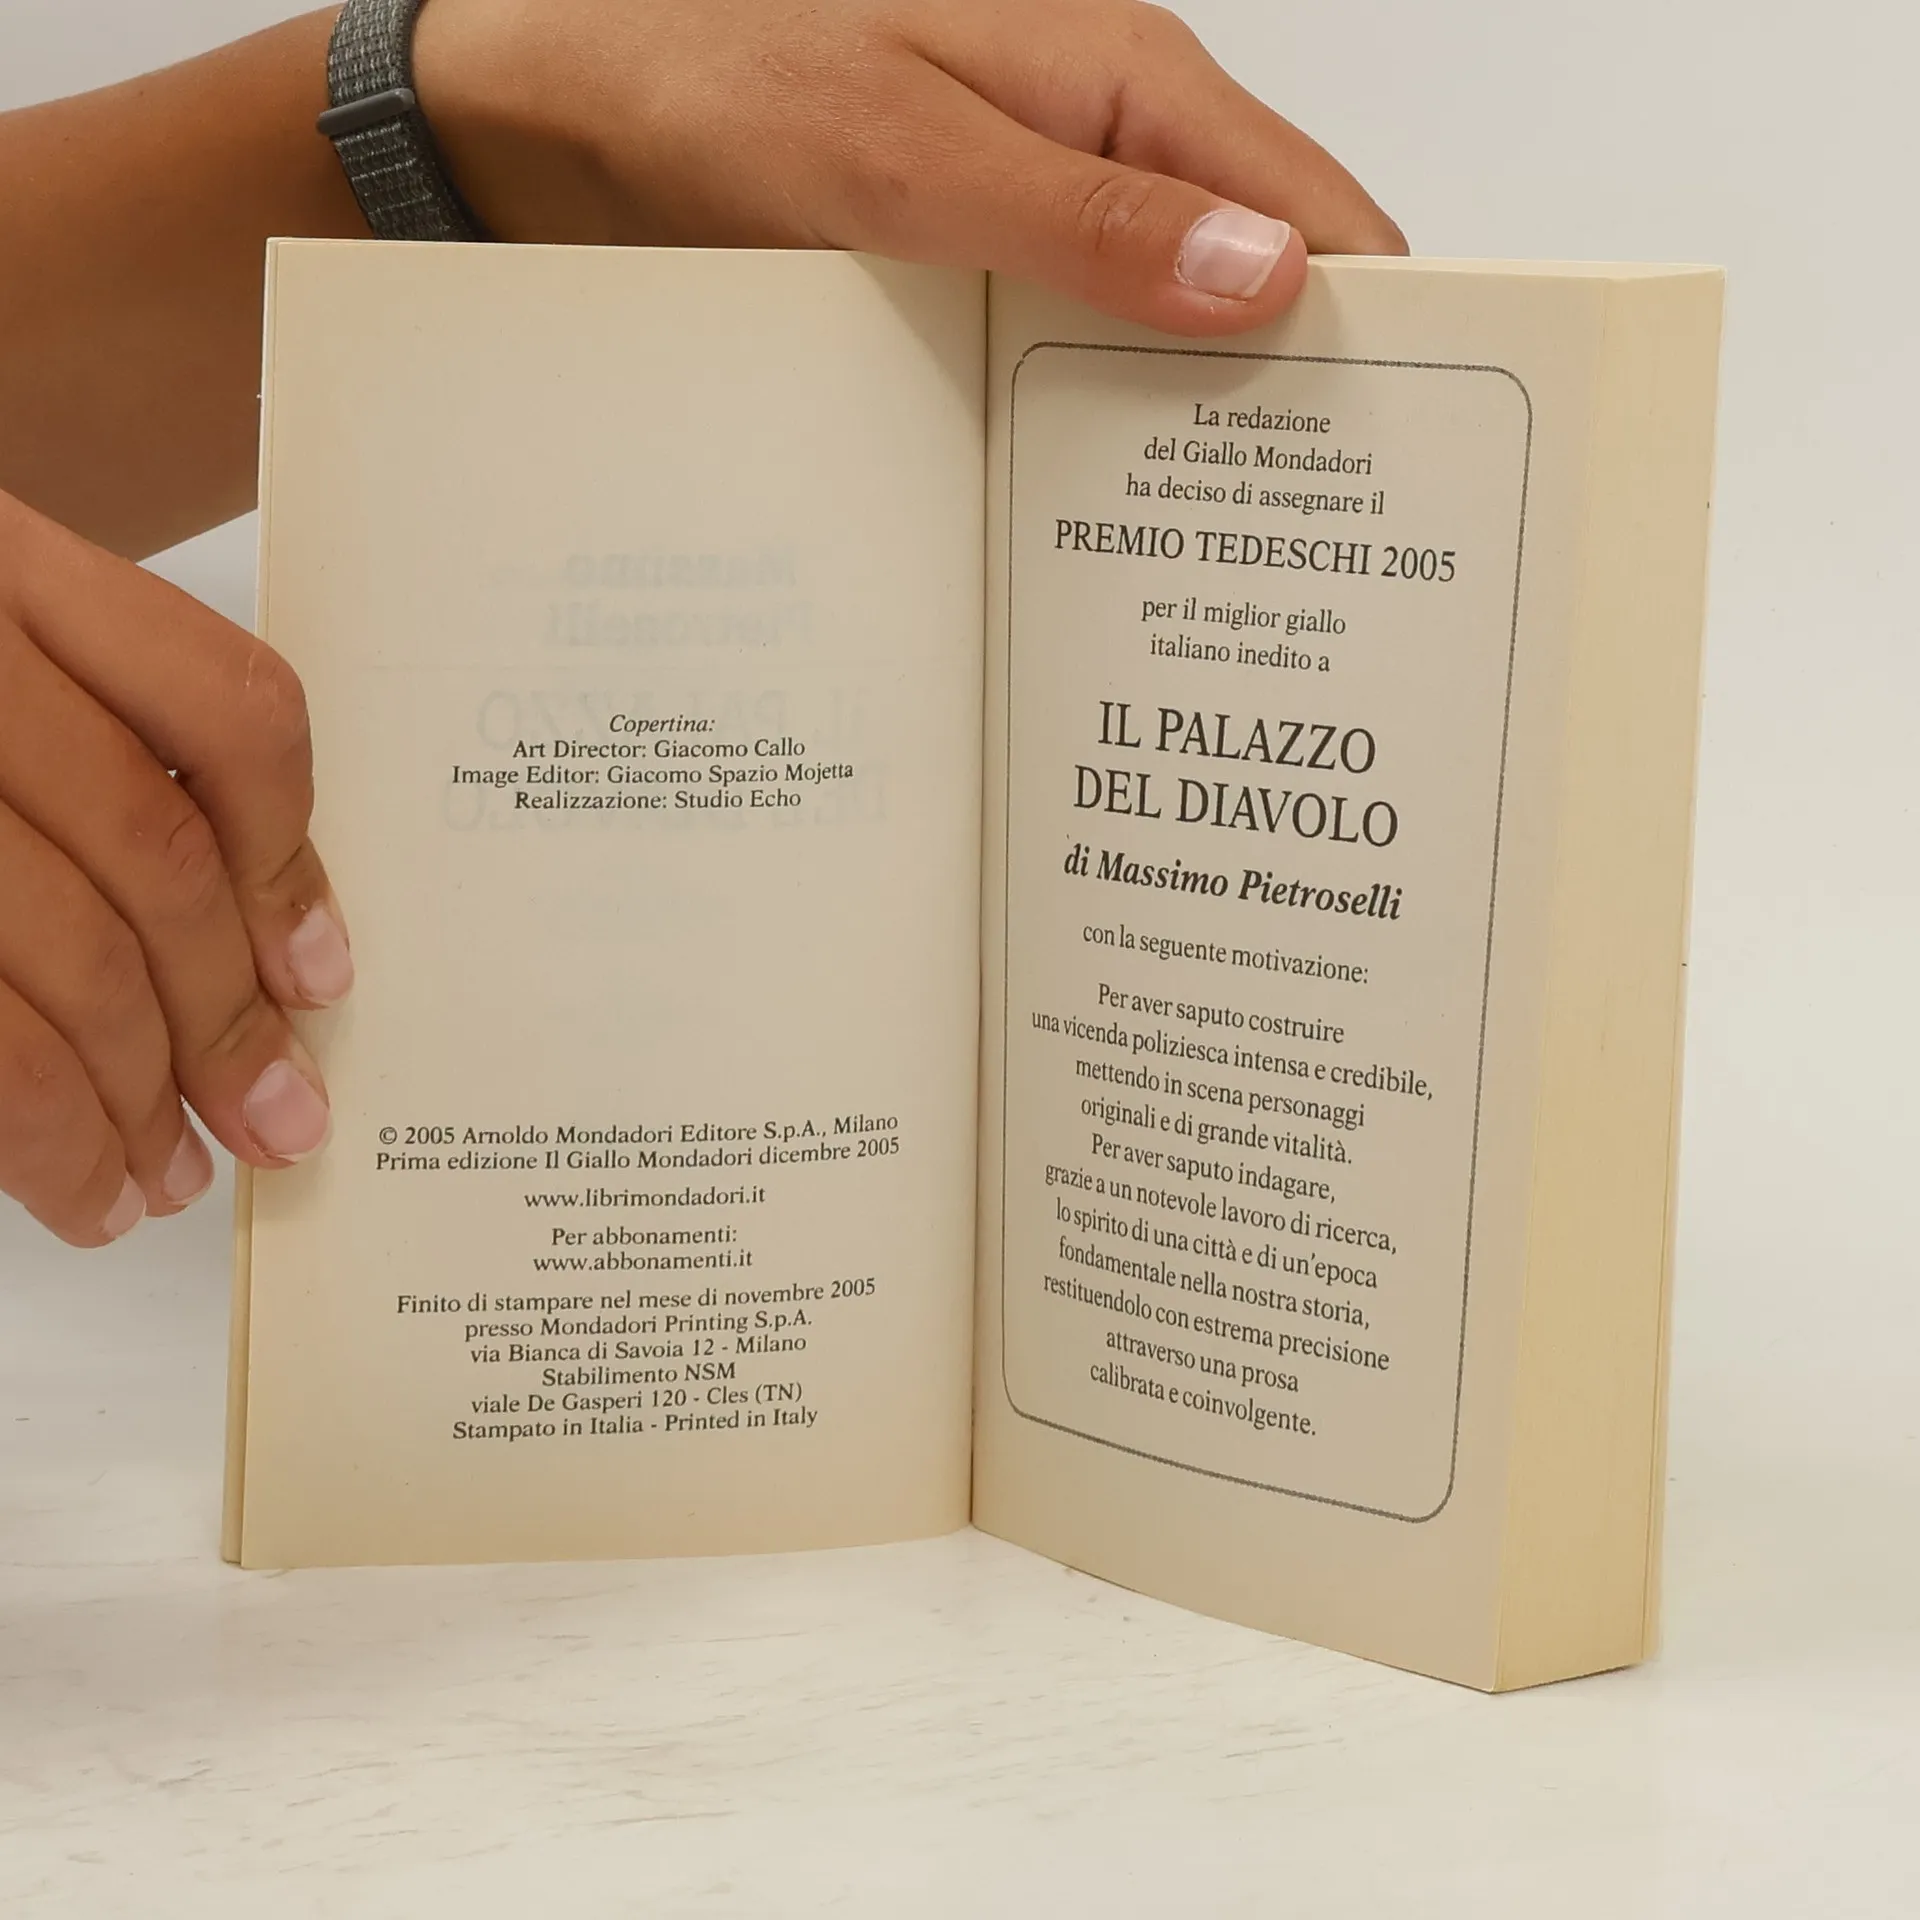 Copertina:
Art Director: Giacomo Callo
Image Editor: Giacomo Spazio Mojetta
Realizzazione: Studio Echo
© 2005 Arnoldo Mondadori Editore S.p.A., Milano
Prima edizione Il Giallo Mondadori dicembre 2005
www.librimondadori.it
Per abbonamenti:
www.abbonamenti.it
Finito di stampare nel mese di novembre 2005
presso Mondadori Printing S.p.A.
via Bianca di Savoia 12 - Milano
Stabilimento NSM
viale De Gasperi 120 - Cles (TN)
Stampato in Italia - Printed in Italy
La redazione
del Giallo Mondadori
ha deciso di assegnare il
PREMIO TEDESCHI 2005
per il miglior giallo
italiano inedito a
IL PALAZZO
DEL DIAVOLO
di Massimo Pietroselli
con la seguente motivazione:
Per aver saputo costruire
una vicenda poliziesca intensa e credibile,
mettendo in scena personaggi
originali e di grande vitalità.
Per aver saputo indagare,
grazie a un notevole lavoro di ricerca,
lo spirito di una città e di un'epoca
fondamentale nella nostra storia,
restituendolo con estrema precisione
attraverso una prosa
calibrata e coinvolgente.